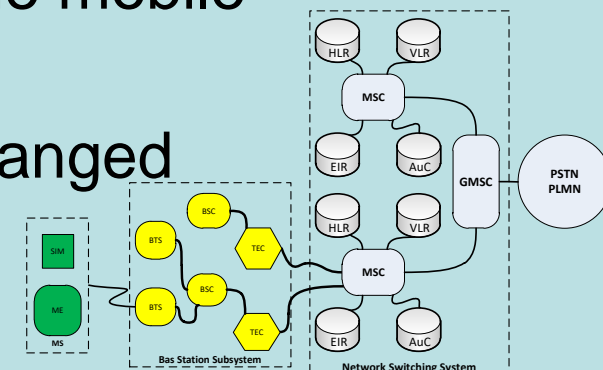 e mobile
anged
HLR
VLR
MSC
EIR
AuC
GMSC
PSTN
PLMN
HLR
VLR
MSC
EIR
AuC
BSC
BTS
TEC
BSC
BTS
TEC
SIM
ME
MS
Bas Station Subsystem
Network Switching System